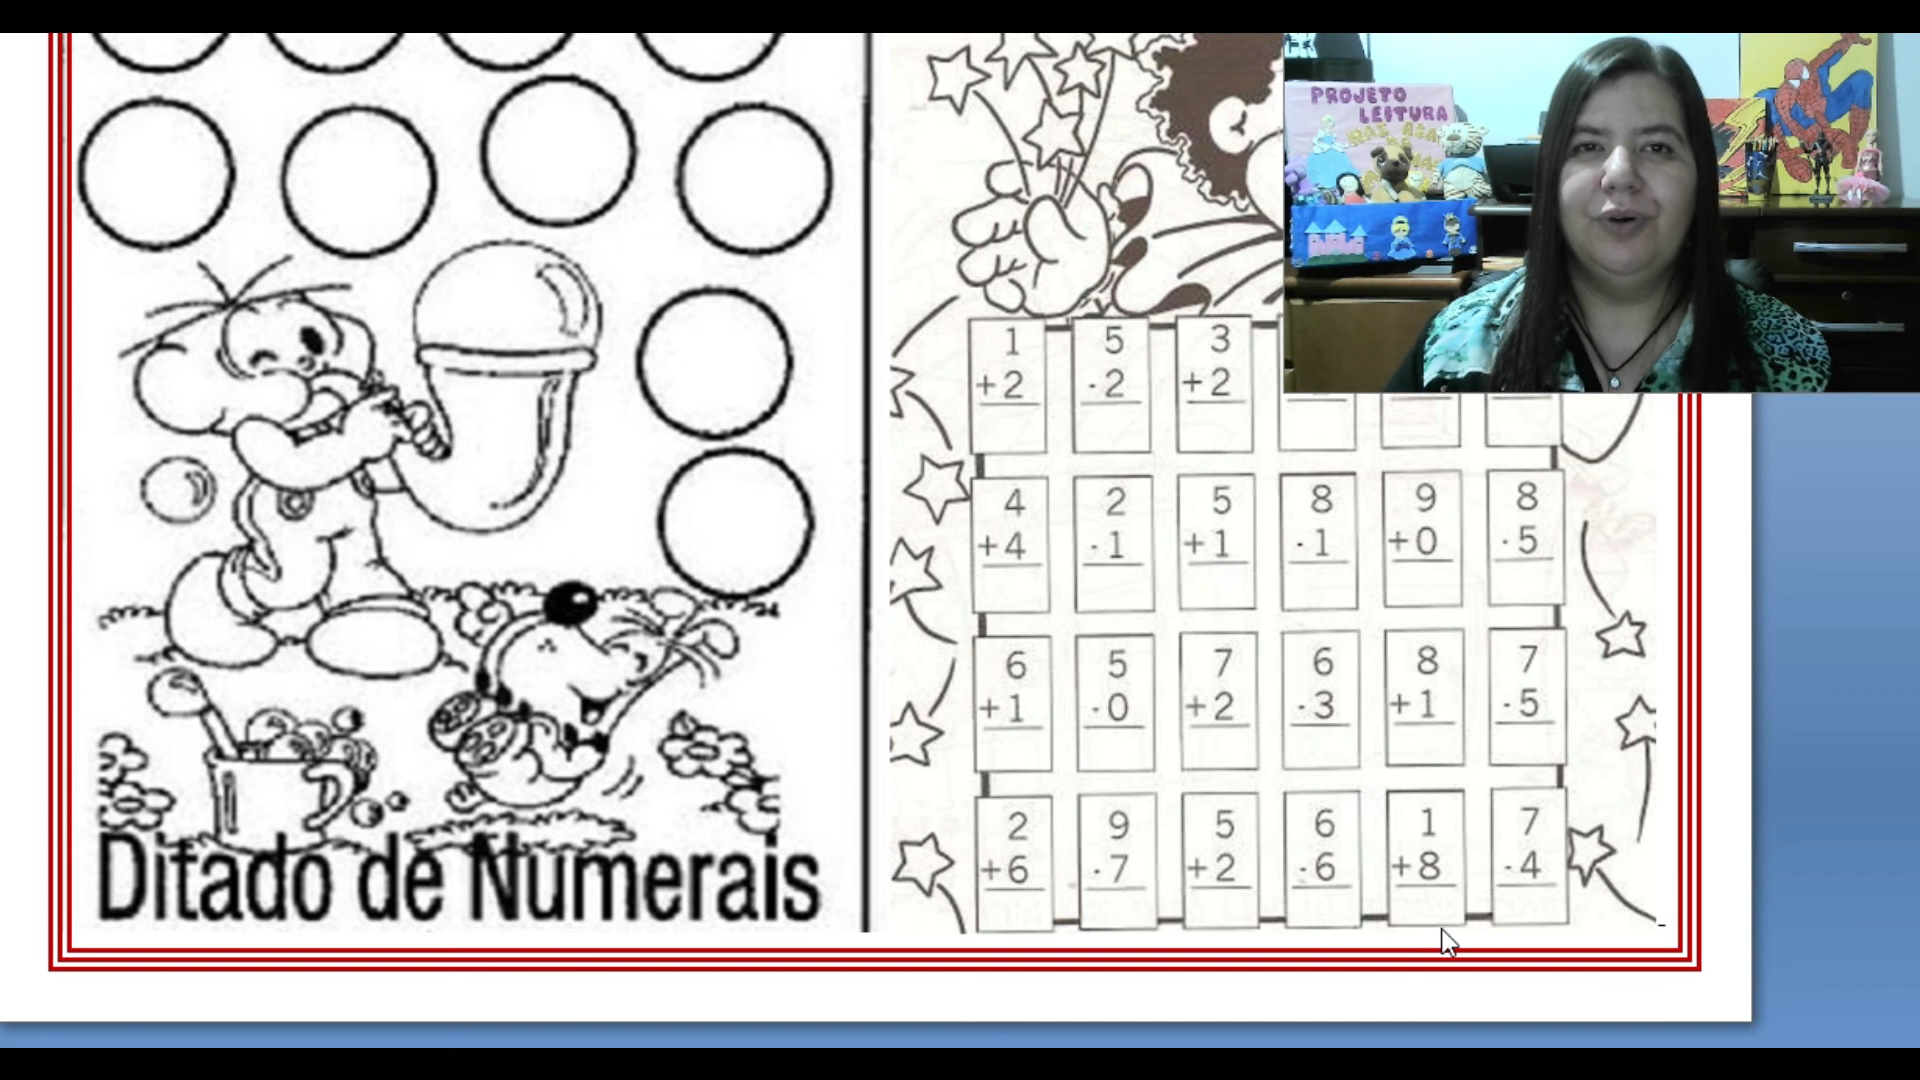 PROJETO
LEITURA
Ditado de Numerais
1 5 3
+2 -2 +2
4 2 5 8 9 8
+4 -1 +1 -1 +0 -5
6 5 7 6 8 7
+1 -0 +2 -3 +1 -5
2 9 5 6 1 7
+6 -7 +2 -6 +8 -4